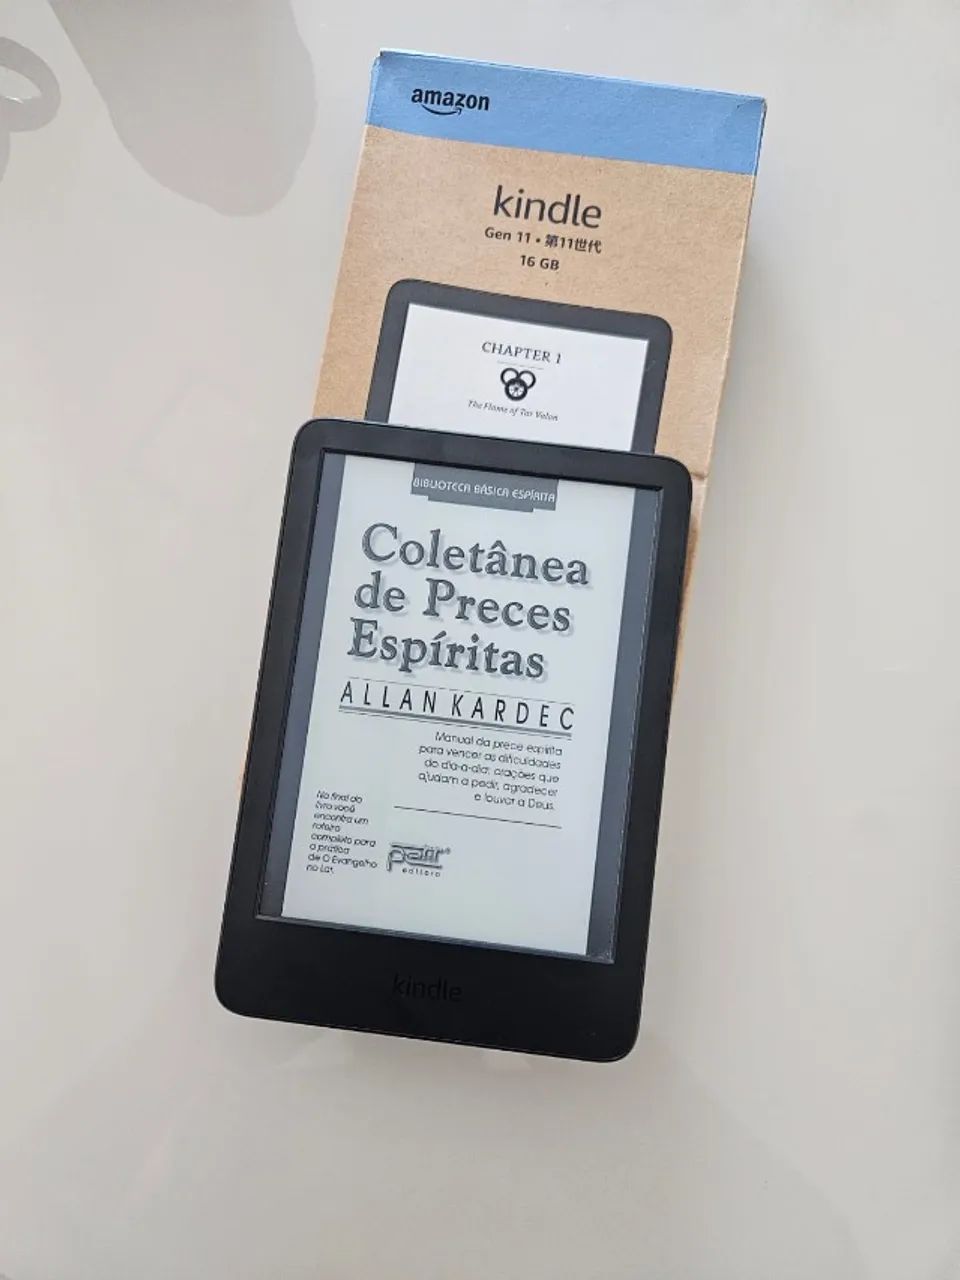 amazon
kindle
Gen 11 • 第11世代
16 GB
CHAPTER 1
The Flame of Tar Valon
BIBLIOTECA BÁSICA ESPÍRITA
Coletânea
de Preces
Espíritas
ALLAN KARDEC
Manual da prece espírita
para vencer as dificuldades
do dia-a-dia: orações que
ajudam a pedir, agradecer
e louvar a Deus.
No final do
livro você
encontra um
roteiro
completo para
a prática
de O Evangelho
no Lar.
editora
kindle